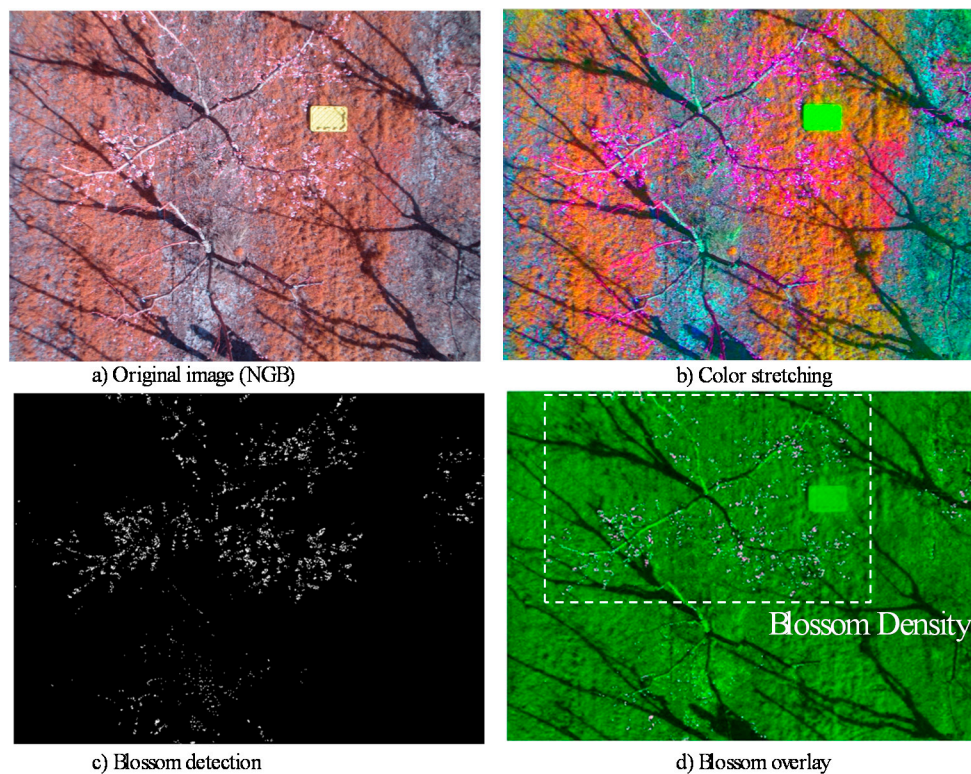 a) Original image (NGB)
b) Color stretching
Blossom Density
c) Blossom detection
d) Blossom overlay